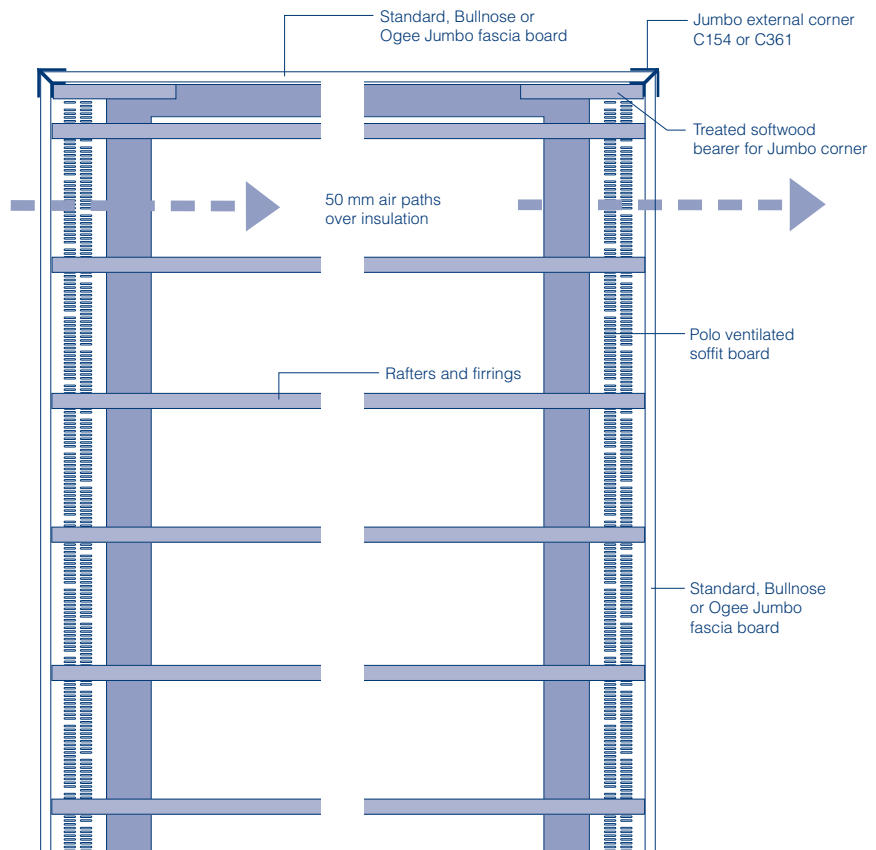 Standard, Bullnose or
Ogee Jumbo fascia board
Jumbo external corner
C154 or C361
Treated softwood
bearer for Jumbo corner
50 mm air paths
over insulation
Polo ventilated
soffit board
Rafters and firrings
Standard, Bullnose
or Ogee Jumbo
fascia board